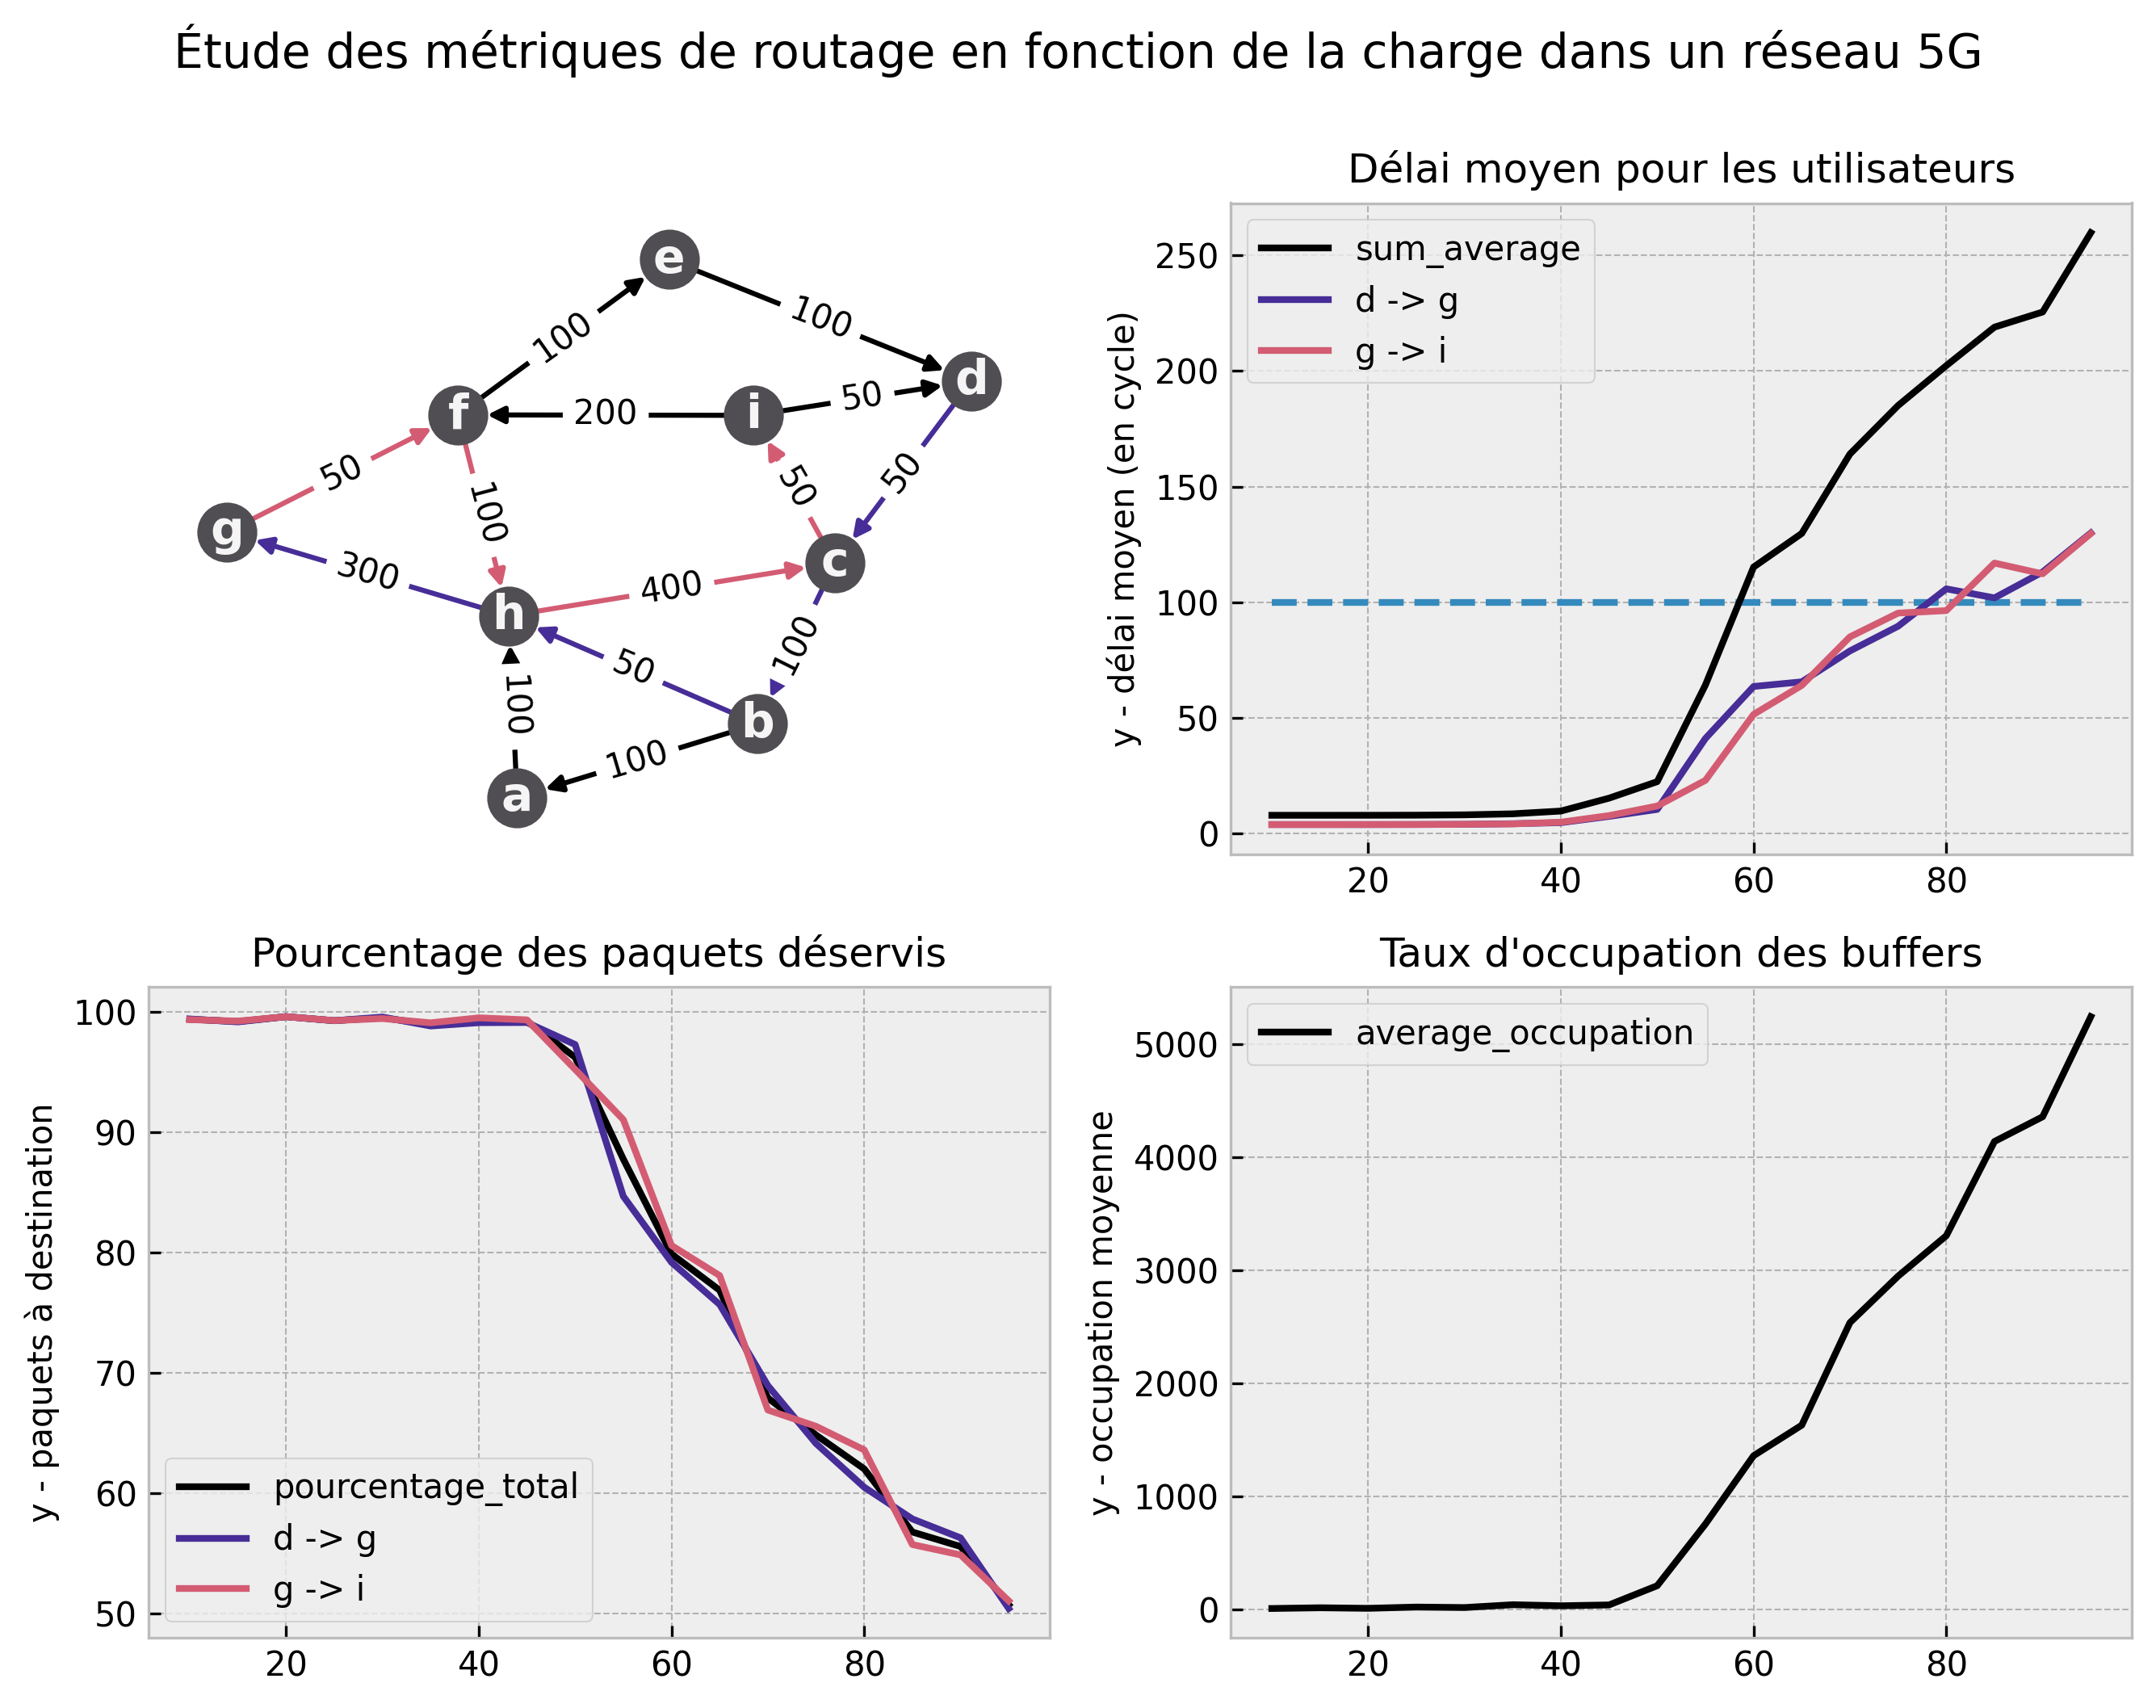 Étude des métriques de routage en fonction de la charge dans un réseau 5G
e
100
100
d
f
200
i
50
50
100
50
50
g
300
h
400
c
50
100
100
b
100
a
Délai moyen pour les utilisateurs
sum_average
d -> g
g -> i
y - délai moyen (en cycle)
250
200
150
100
50
0
20 40 60 80
Pourcentage des paquets déservis
y - paquets à destination
100
90
80
70
60
50
pourcentage_total
d -> g
g -> i
20 40 60 80
Taux d'occupation des buffers
average_occupation
y - occupation moyenne
5000
4000
3000
2000
1000
0
20 40 60 80